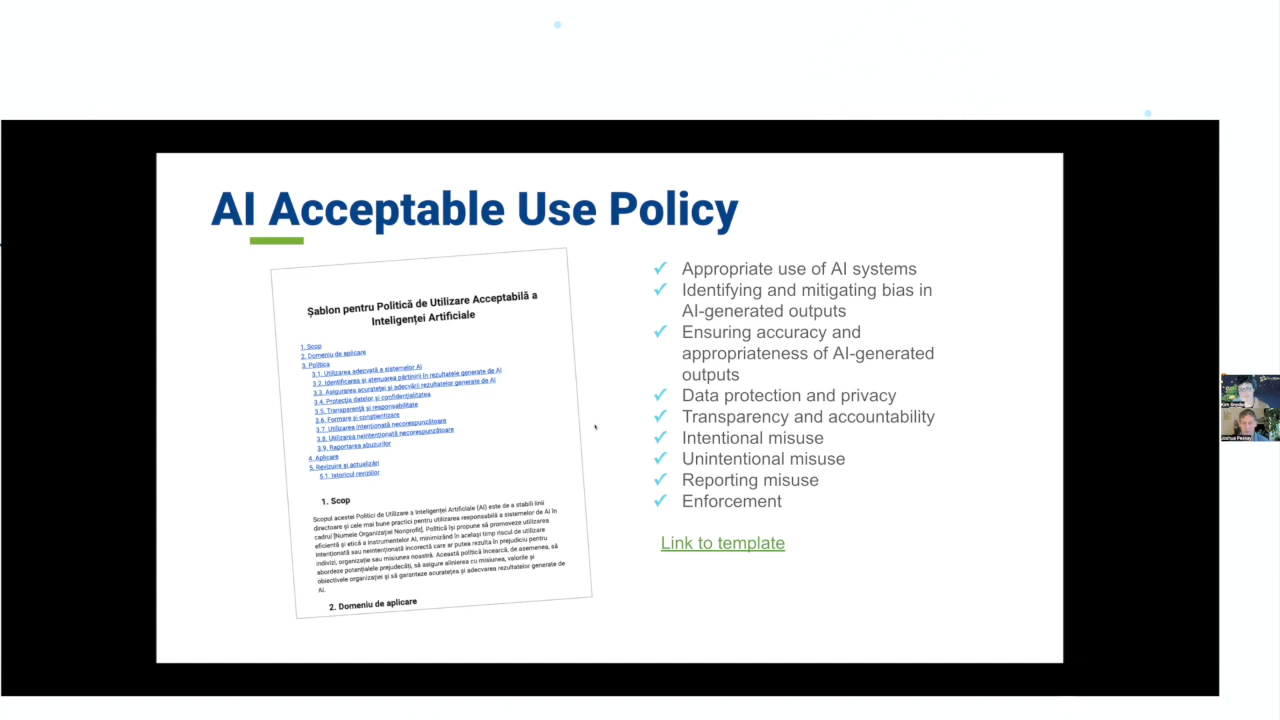 AI Acceptable Use Policy
Șablon pentru Politică de Utilizare Acceptabilă a
Inteligenței Artificiale
1. Scop
2. Domeniu de aplicare
3. Politica
3.1. Utilizarea adecvată a sistemelor AI
3.2. Identificarea și atenuarea părtinirii în rezultatele generate de AI
3.3. Asigurarea acurateței și adecvării rezultatelor generate de AI
3.4. Protecția datelor și confidențialitatea
3.5. Transparență și responsabilitate
3.6. Formare și conștientizare
3.7. Utilizarea intenționată necorespunzătoare
3.8. Utilizarea neintenționată necorespunzătoare
3.9. Raportarea abuzurilor
4. Aplicare
5. Revizuire și actualizări
5.1. Istoricul reviziilor
1. Scop
Scopul acestei Politici de Utilizare a Inteligenței Artificiale (AI) este de a stabili linii
directoare și cele mai bune practici pentru utilizarea responsabilă a sistemelor de AI în
cadrul [Numele Organizației Nonprofit]. Politica își propune să promoveze utilizarea
eficientă și etică a instrumentelor AI, minimizând în același timp riscul de utilizare
intenționată sau neintenționată incorectă care ar putea rezulta în prejudiciu pentru
indivizi, organizație sau misiunea noastră. Această politică încearcă, de asemenea, să
abordeze potențialele prejudecăți, să asigure alinierea cu misiunea, valorile și
obiectivele organizației și să garanteze acuratețea și adecvarea rezultatelor generate de
AI.
2. Domeniu de aplicare
Appropriate use of AI systems
Identifying and mitigating bias in
AI-generated outputs
Ensuring accuracy and
appropriateness of AI-generated
outputs
Data protection and privacy
Transparency and accountability
Intentional misuse
Unintentional misuse
Reporting misuse
Enforcement
Link to template
Joshua Peskay